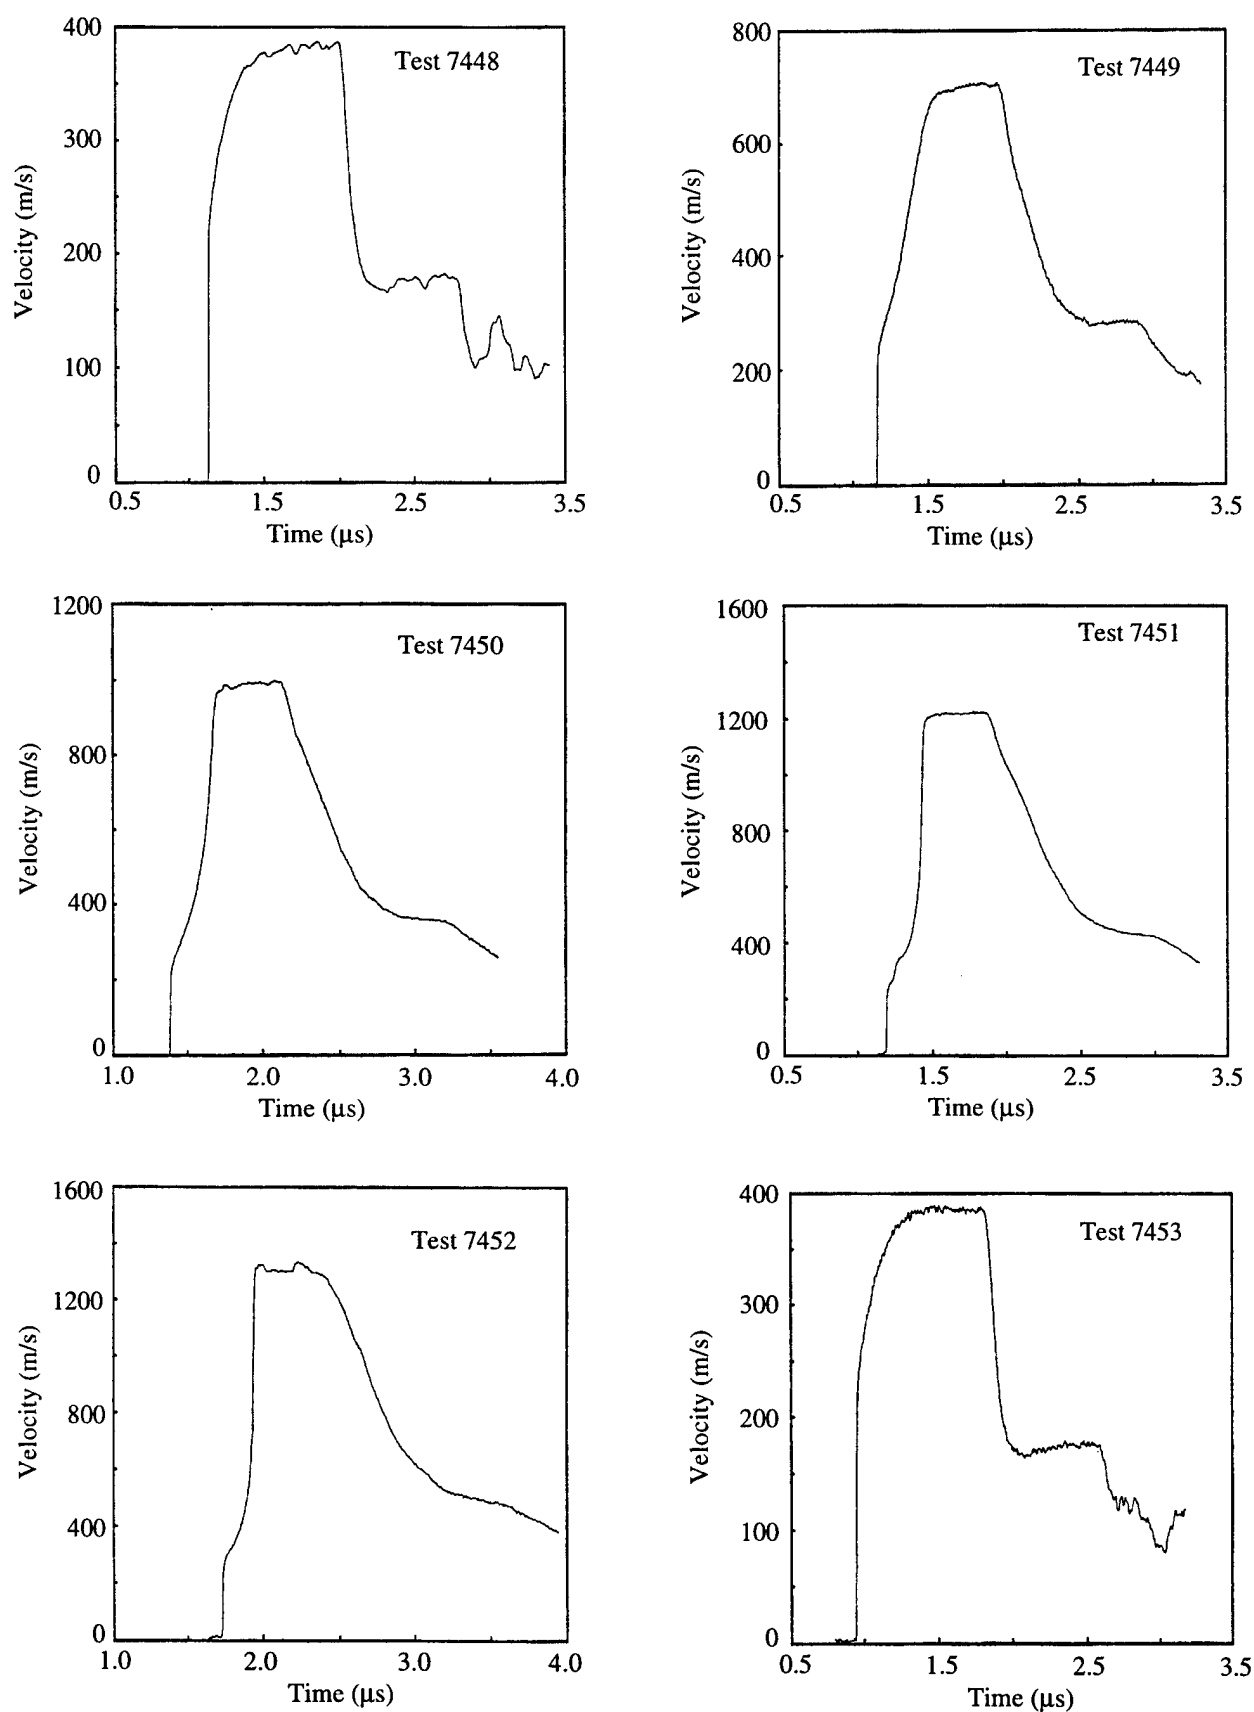 400
300
200
100
0
Velocity (m/s)
Test 7448
0.5 1.5 2.5 3.5
Time (μs)
800
600
400
200
0
Velocity (m/s)
Test 7449
0.5 1.5 2.5 3.5
Time (μs)
1200
800
400
0
Velocity (m/s)
Test 7450
1.0 2.0 3.0 4.0
Time (μs)
1600
1200
800
400
0
Velocity (m/s)
Test 7451
0.5 1.5 2.5 3.5
Time (μs)
1600
1200
800
400
0
Velocity (m/s)
Test 7452
1.0 2.0 3.0 4.0
Time (μs)
400
300
200
100
0
Velocity (m/s)
Test 7453
0.5 1.5 2.5 3.5
Time (μs)